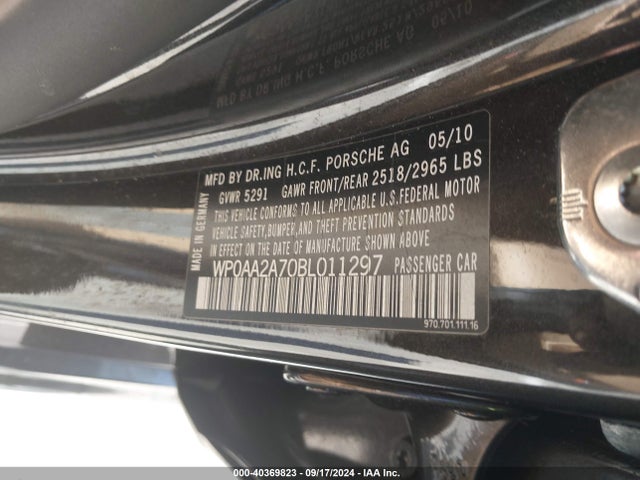 MFD BY DR.ING H.C.F. PORSCHE AG 05/10
GVWR 5291 GAWR FRONT/REAR 2518/2965 LBS
THIS VEHICLE CONFORMS TO ALL APPLICABLE U.S.FEDERAL MOTOR
VEHICLE SAFETY,BUMPER, AND THEFT PREVENTION STANDARDS
IN EFFECT ON THE DATE OF MANUFACTURE SHOWN ABOVE.
WP0AA2A70BL011297 PASSENGER CAR
MADE IN GERMANY
970.701.111.16
000-40369823 - 09/17/2024 - IAA Inc.